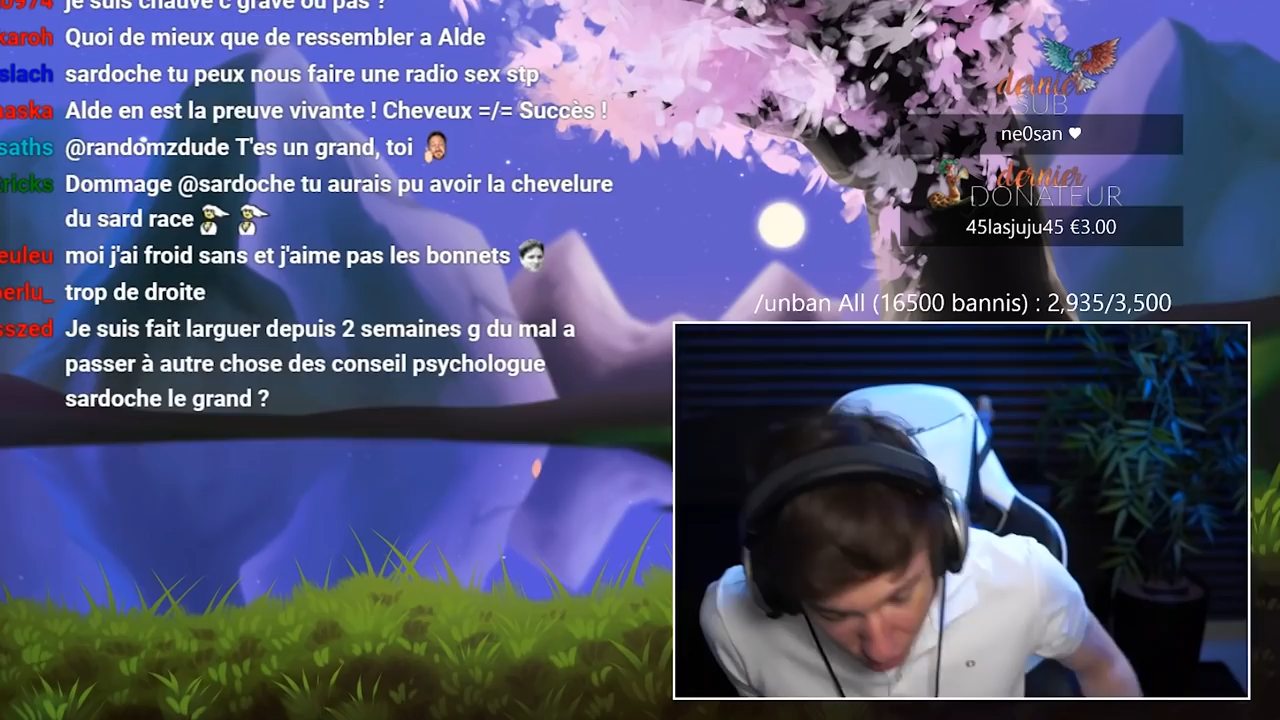 je suis chauve c grave ou pas ?
karoh Quoi de mieux que de ressembler a Alde
slach sardoche tu peux nous faire une radio sex stp
naska Alde en est la preuve vivante ! Cheveux =/= Succès !
saths @randomzdude T'es un grand, toi
tricks Dommage @sardoche tu aurais pu avoir la chevelure
du sard race
euleu moi j'ai froid sans et j'aime pas les bonnets
perlu_ trop de droite
sszed Je suis fait larguer depuis 2 semaines g du mal a
passer à autre chose des conseil psychologue
sardoche le grand ?
dernier
SUB
ne0san ♥
dernier
DONATEUR
45lasjuju45 €3.00
/unban All (16500 bannis) : 2,935/3,500